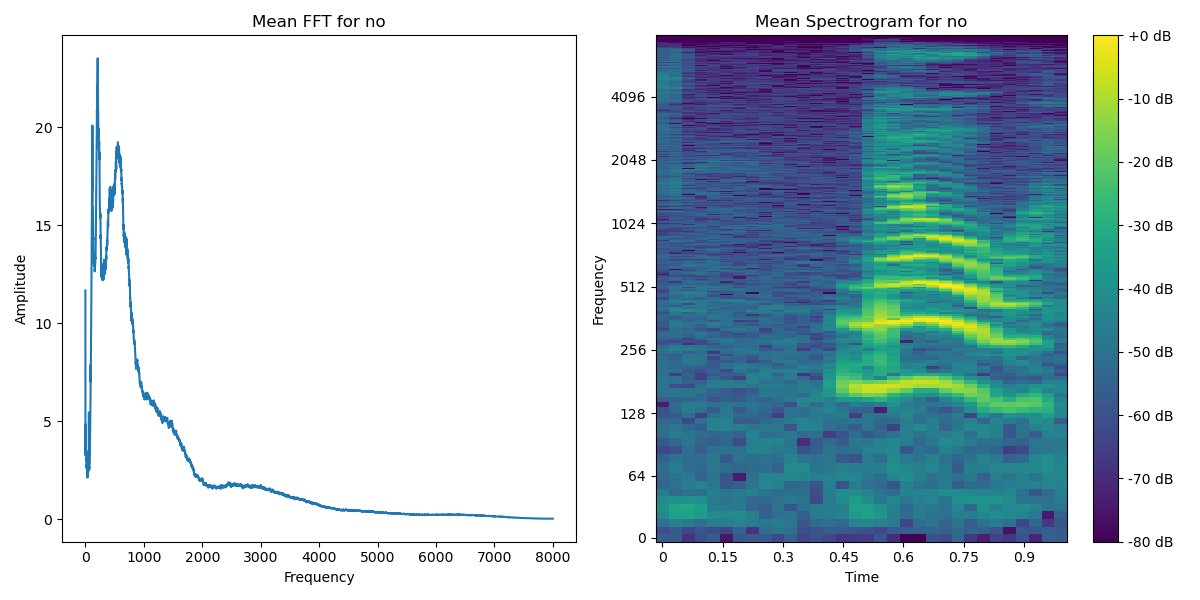 Mean FFT for no
Amplitude
20
15
10
5
0
0 1000 2000 3000 4000 5000 6000 7000 8000
Frequency
Mean Spectrogram for no
Frequency
4096
2048
1024
512
256
128
64
0
0 0.15 0.3 0.45 0.6 0.75 0.9
Time
+0 dB
-10 dB
-20 dB
-30 dB
-40 dB
-50 dB
-60 dB
-70 dB
-80 dB